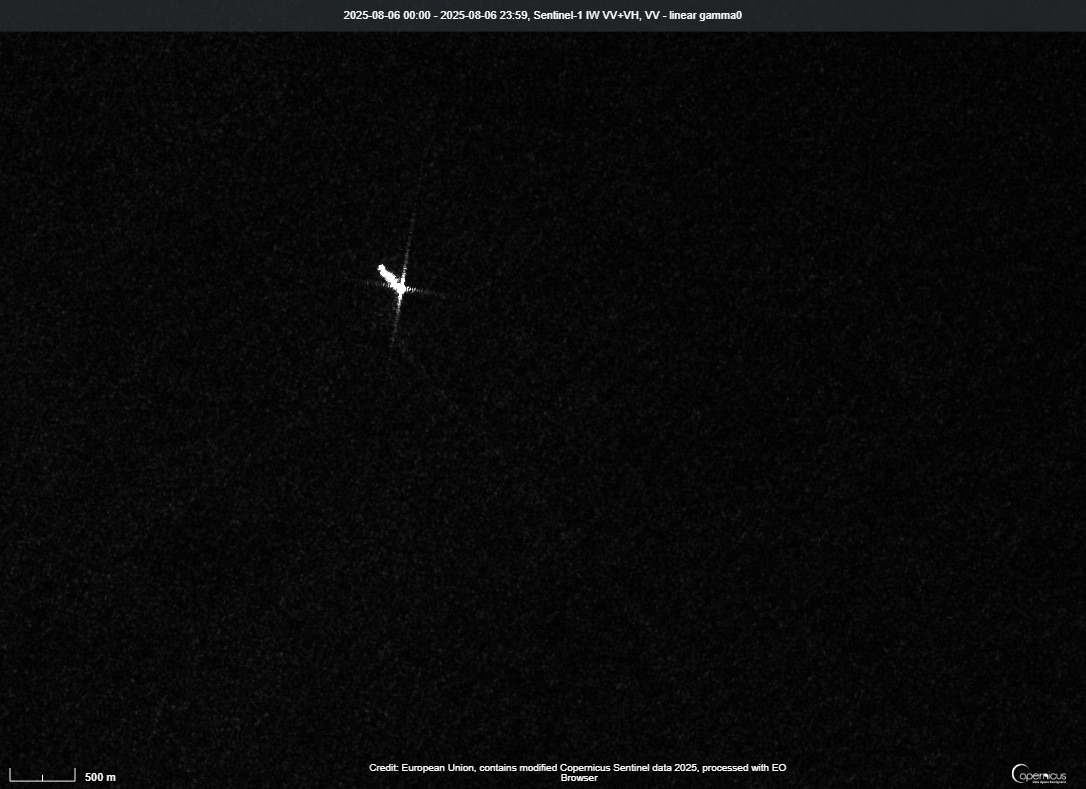 2025-08-06 00:00 - 2025-08-06 23:59, Sentinel-1 IW VV+VH, VV - linear gamma0
500 m
Credit: European Union, contains modified Copernicus Sentinel data 2025, processed with EO
Browser
opernicus